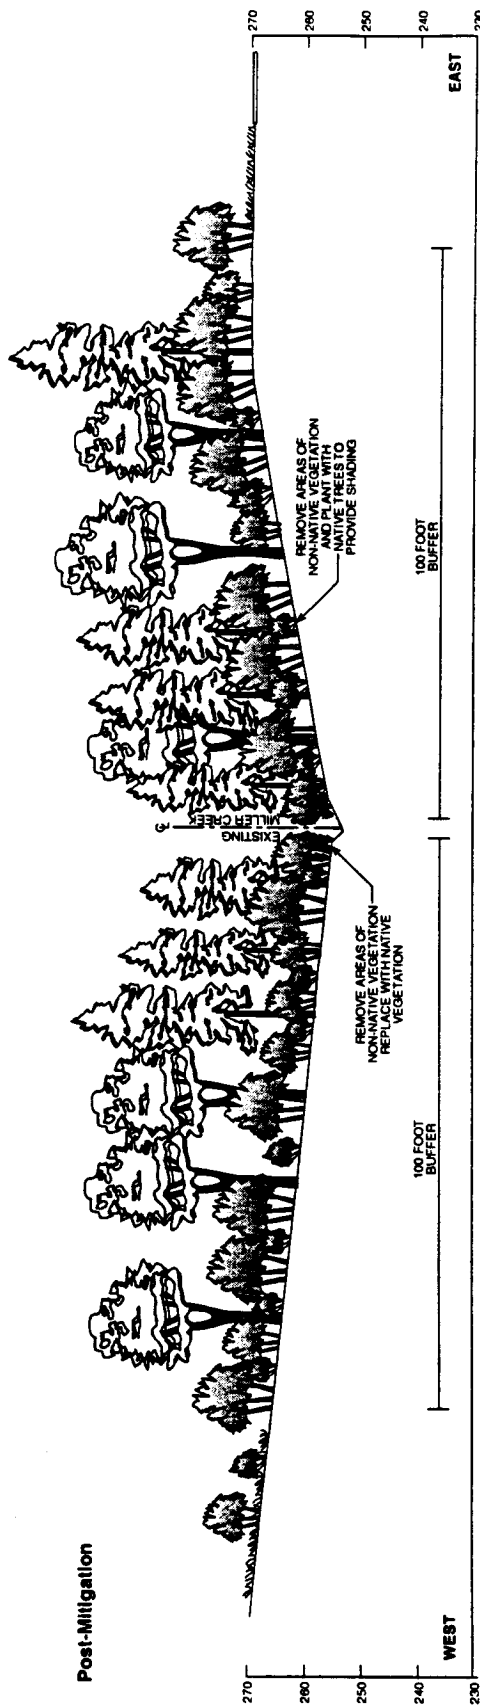 Post-Mitigation
270
260
250
240
230
WEST
100 FOOT
BUFFER
REMOVE AREAS OF
NON-NATIVE VEGETATION
REPLACE WITH NATIVE
VEGETATION
EXISTING
MILLER CREEK
REMOVE AREAS OF
NON-NATIVE VEGETATION
AND PLANT WITH
NATIVE TREES TO
PROVIDE SHADING
100 FOOT
BUFFER
EAST
270
260
250
240
230